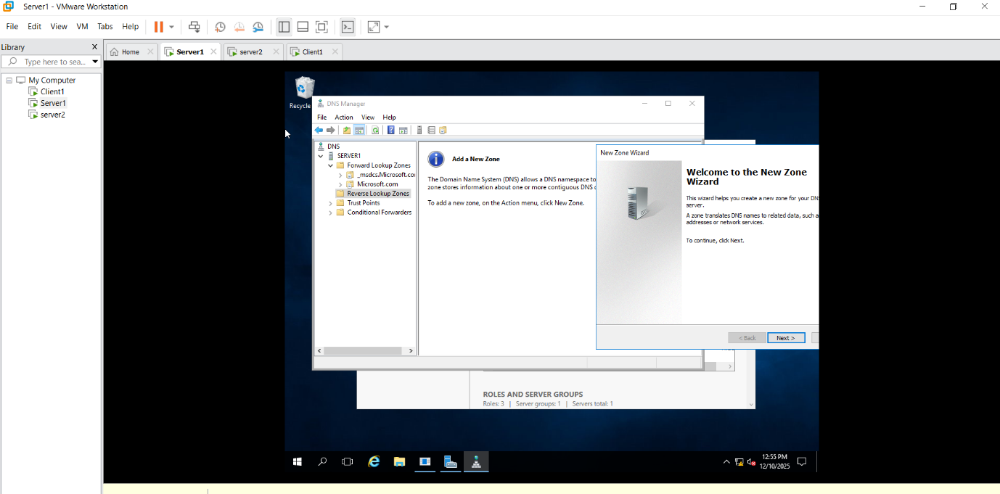 Server1 - VMware Workstation
File Edit View VM Tabs Help
Library
Type here to sea...
My Computer
Client1
Server1
server2
Home
Server1
server2
Client1
Recycle
DNS Manager
File Action View Help
DNS
SERVER1
Forward Lookup Zones
_msdcs.Microsoft.co
Microsoft.com
Reverse Lookup Zones
Trust Points
Conditional Forwarders
Add a New Zone
The Domain Name System (DNS) allows a DNS namespace to
zone stores information about one or more contiguous DNS
To add a new zone, on the Action menu, click New Zone.
New Zone Wizard
Welcome to the New Zone
Wizard
This wizard helps you create a new zone for your DNS
server.
A zone translates DNS names to related data, such a
addresses or network services.
To continue, click Next.
< Back Next >
ROLES AND SERVER GROUPS
Roles: 3 | Server groups: 1 | Servers total: 1
12:55 PM
12/10/2025